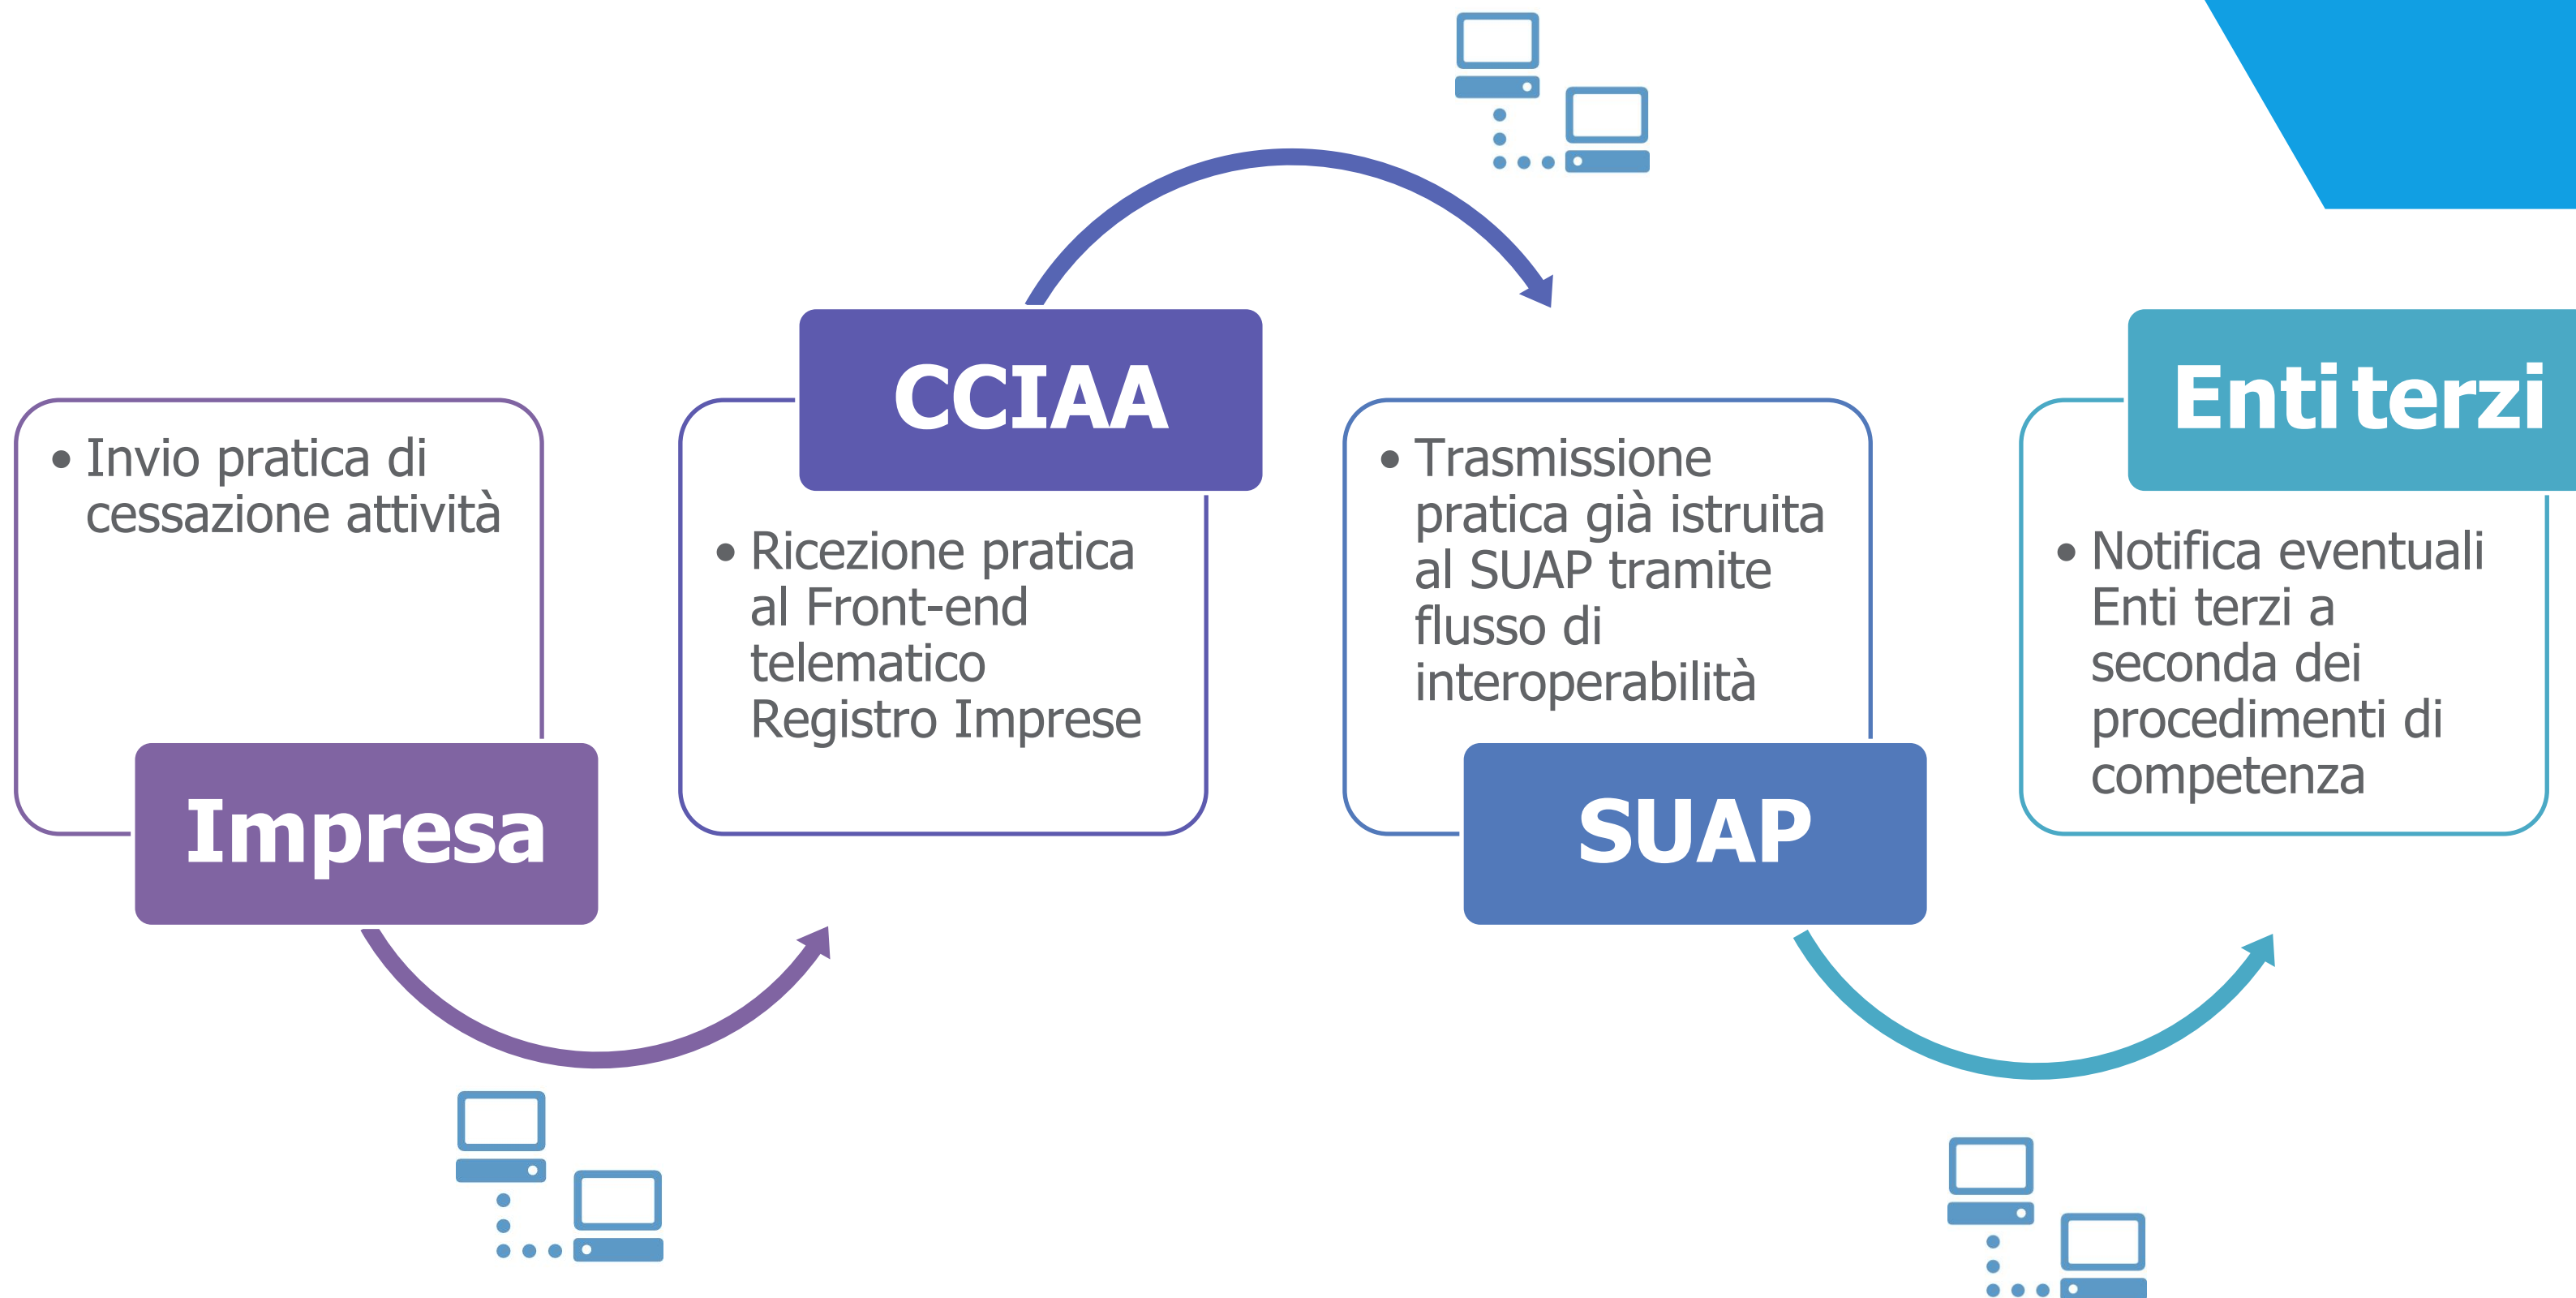 • Invio pratica di
cessazione attività
Impresa
CCIAA
• Ricezione pratica
al Front-end
telematico
Registro Imprese
• Trasmissione
pratica già istruita
al SUAP tramite
flusso di
interoperabilità
SUAP
Enti terzi
• Notifica eventuali
Enti terzi a
seconda dei
procedimenti di
competenza